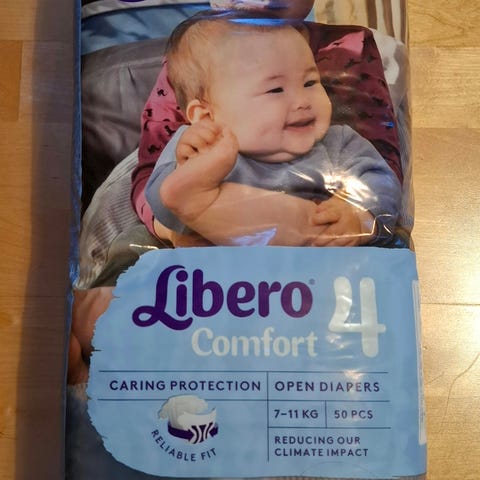 Libero
Comfort
4
CARING PROTECTION
OPEN DIAPERS
7–11 KG
50 PCS
RELIABLE FIT
REDUCING OUR
CLIMATE IMPACT